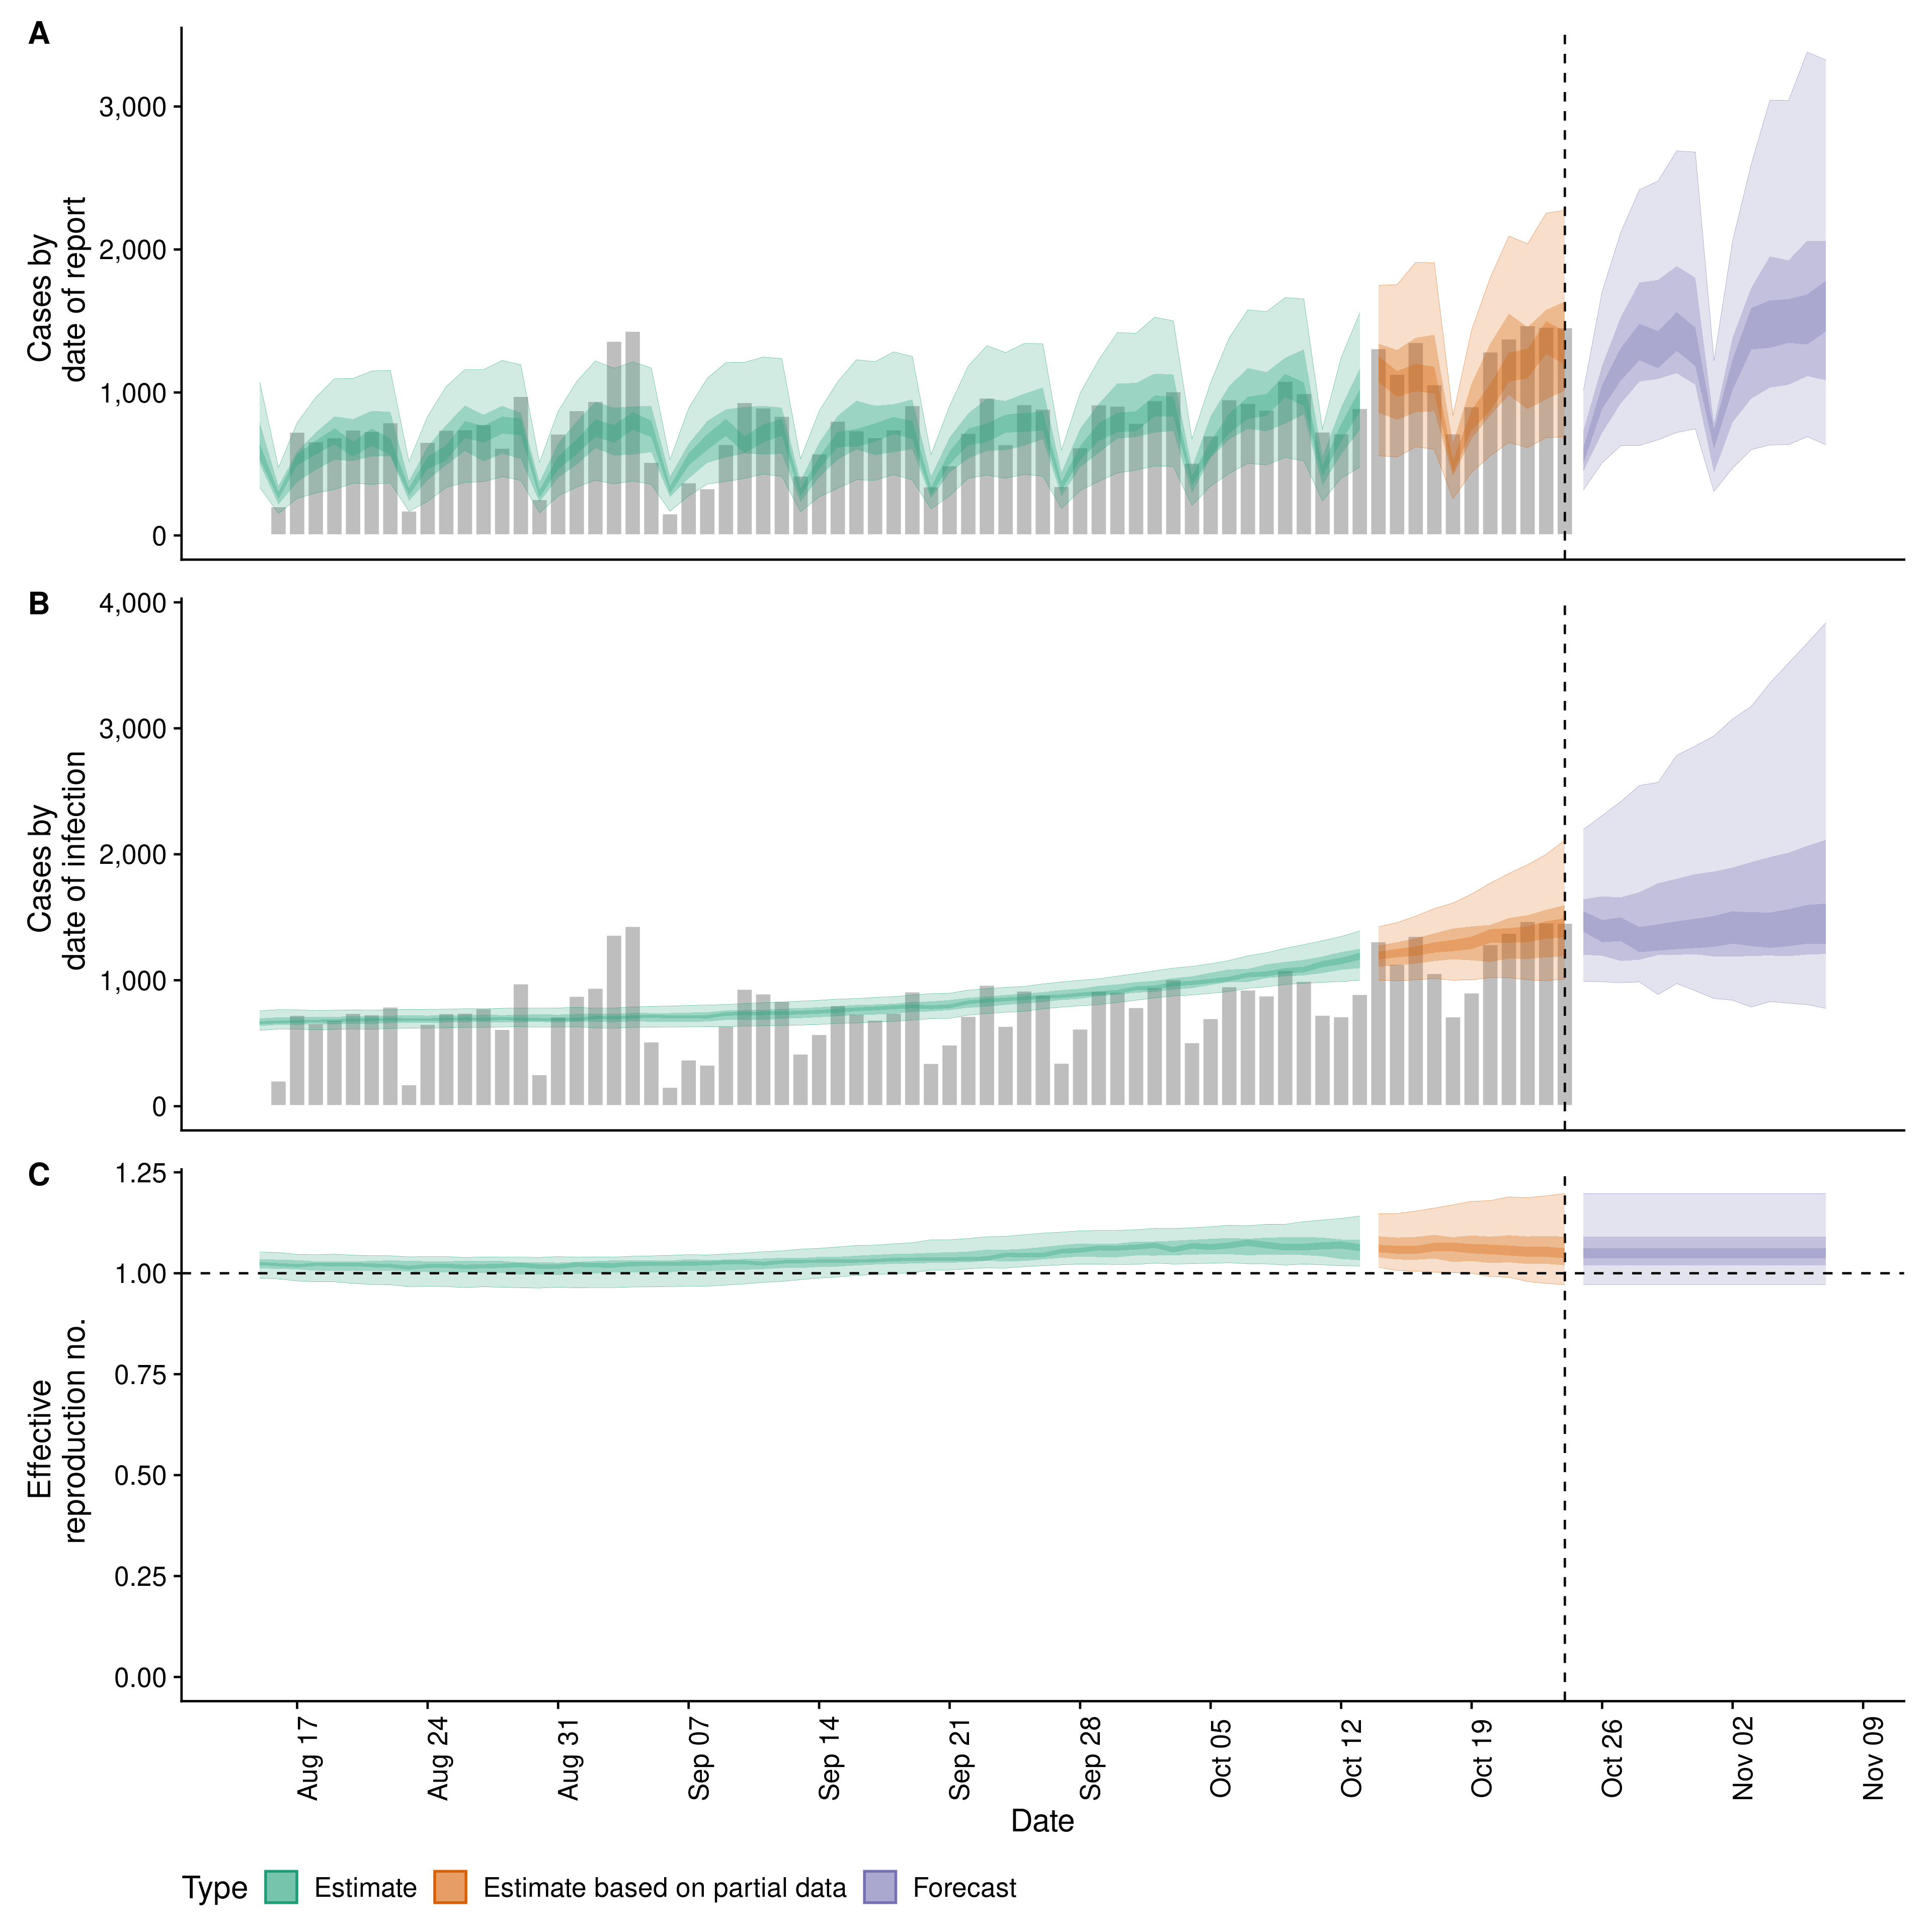 A
Cases by
date of report
3,000
2,000
1,000
0
B
Cases by
date of infection
4,000
3,000
2,000
1,000
0
C
Effective
reproduction no.
1.25
1.00
0.75
0.50
0.25
0.00
Aug 17
Aug 24
Aug 31
Sep 07
Sep 14
Sep 21
Sep 28
Oct 05
Oct 12
Oct 19
Oct 26
Nov 02
Nov 09
Date
Type Estimate Estimate based on partial data Forecast